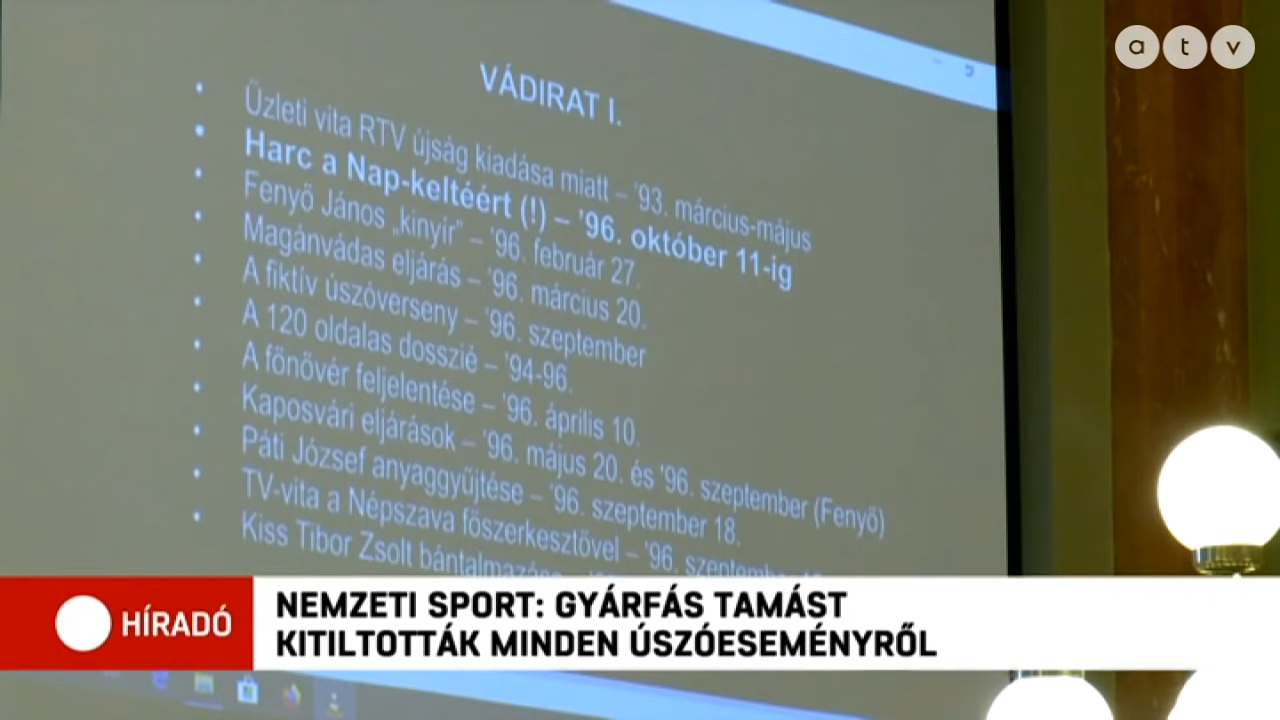 atv
VÁDIRAT I.
• Üzleti vita RTV újság kiadása miatt – '93. március-május
• Harc a Nap-keltéért (!) – '96. október 11-ig
• Fenyő János „kinyír” – '96. február 27.
• Magánvádas eljárás – '96. március 20.
• A fiktív úszóverseny – '96. szeptember
• A 120 oldalas dosszié – '94-96.
• A főnővér feljelentése – '96. április 10.
• Kaposvári eljárások – '96. május 20. és '96. szeptember (Fenyő)
• Páti József anyaggyűjtése – '96. szeptember 18.
• TV-vita a Népszava főszerkesztővel – '96. szeptember
• Kiss Tibor Zsolt bántalmazása
HÍRADÓ
NEMZETI SPORT: GYÁRFÁS TAMÁST
KITILTOTTÁK MINDEN ÚSZÓESEMÉNYRŐL